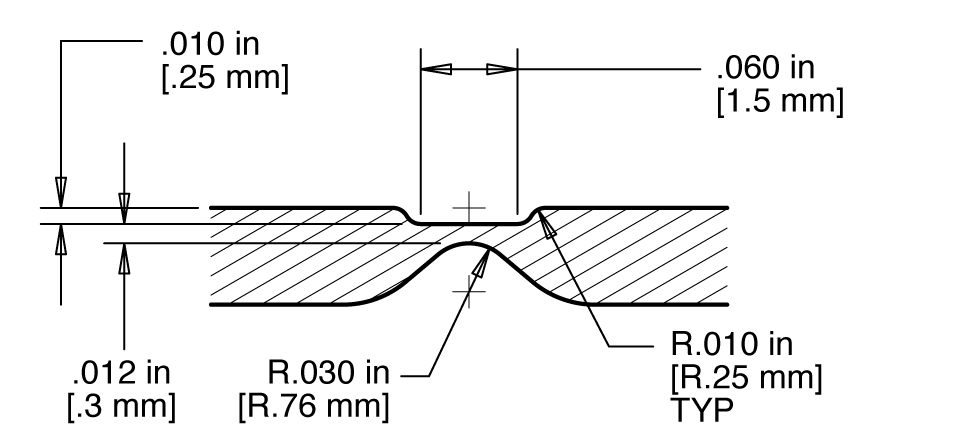 .010 in
[.25 mm]
.060 in
[1.5 mm]
.012 in
[.3 mm]
R.030 in
[R.76 mm]
R.010 in
[R.25 mm]
TYP